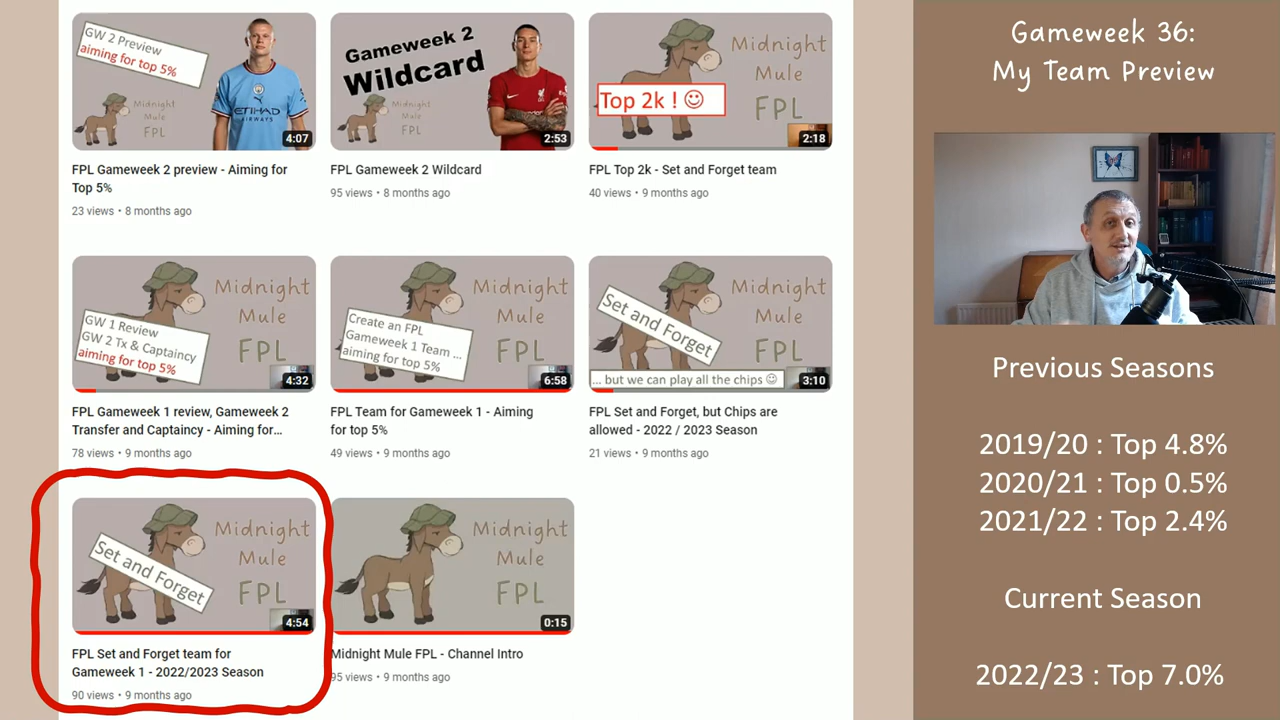 GW 2 Preview
aiming for top 5%
Midnight
Mule
FPL
ETIHAD
AIRWAYS
4:07
FPL Gameweek 2 preview - Aiming for
Top 5%
23 views • 8 months ago
Gameweek 2
Wildcard
Midnight
Mule
FPL
2:53
FPL Gameweek 2 Wildcard
95 views • 8 months ago
Midnight
Mule
FPL
Top 2k ! ☺
2:18
FPL Top 2k - Set and Forget team
40 views • 9 months ago
Midnight
Mule
FPL
GW 1 Review
GW 2 Tx & Captaincy
aiming for top 5%
4:32
FPL Gameweek 1 review, Gameweek 2
Transfer and Captaincy - Aiming for...
78 views • 9 months ago
Midnight
Mule
FPL
Create an FPL
Gameweek 1 Team ...
aiming for top 5%
6:58
FPL Team for Gameweek 1 - Aiming
for top 5%
49 views • 9 months ago
Midnight
Mule
FPL
Set and Forget
... but we can play all the chips ☺
3:10
FPL Set and Forget, but Chips are
allowed - 2022 / 2023 Season
21 views • 9 months ago
Midnight
Mule
FPL
Set and Forget
4:54
FPL Set and Forget team for
Gameweek 1 - 2022/2023 Season
90 views • 9 months ago
Midnight
Mule
FPL
0:15
Midnight Mule FPL - Channel Intro
95 views • 9 months ago
Gameweek 36:
My Team Preview
Previous Seasons
2019/20 : Top 4.8%
2020/21 : Top 0.5%
2021/22 : Top 2.4%
Current Season
2022/23 : Top 7.0%